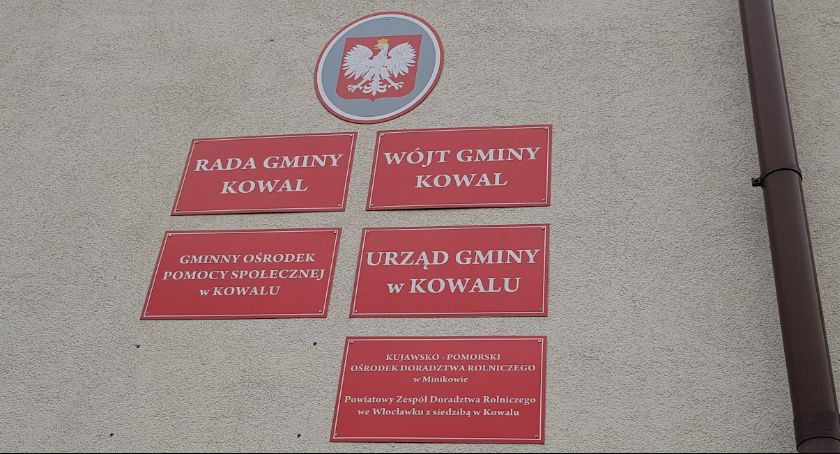 RADA GMINY
KOWAL
WÓJT GMINY
KOWAL
GMINNY OŚRODEK
POMOCY SPOŁECZNEJ
w KOWALU
URZĄD GMINY
w KOWALU
KUJAWSKO - POMORSKI
OŚRODEK DORADZTWA ROLNICZEGO
w Minikowie
Powiatowy Zespół Doradztwa Rolniczego
we Włocławku z siedzibą w Kowalu